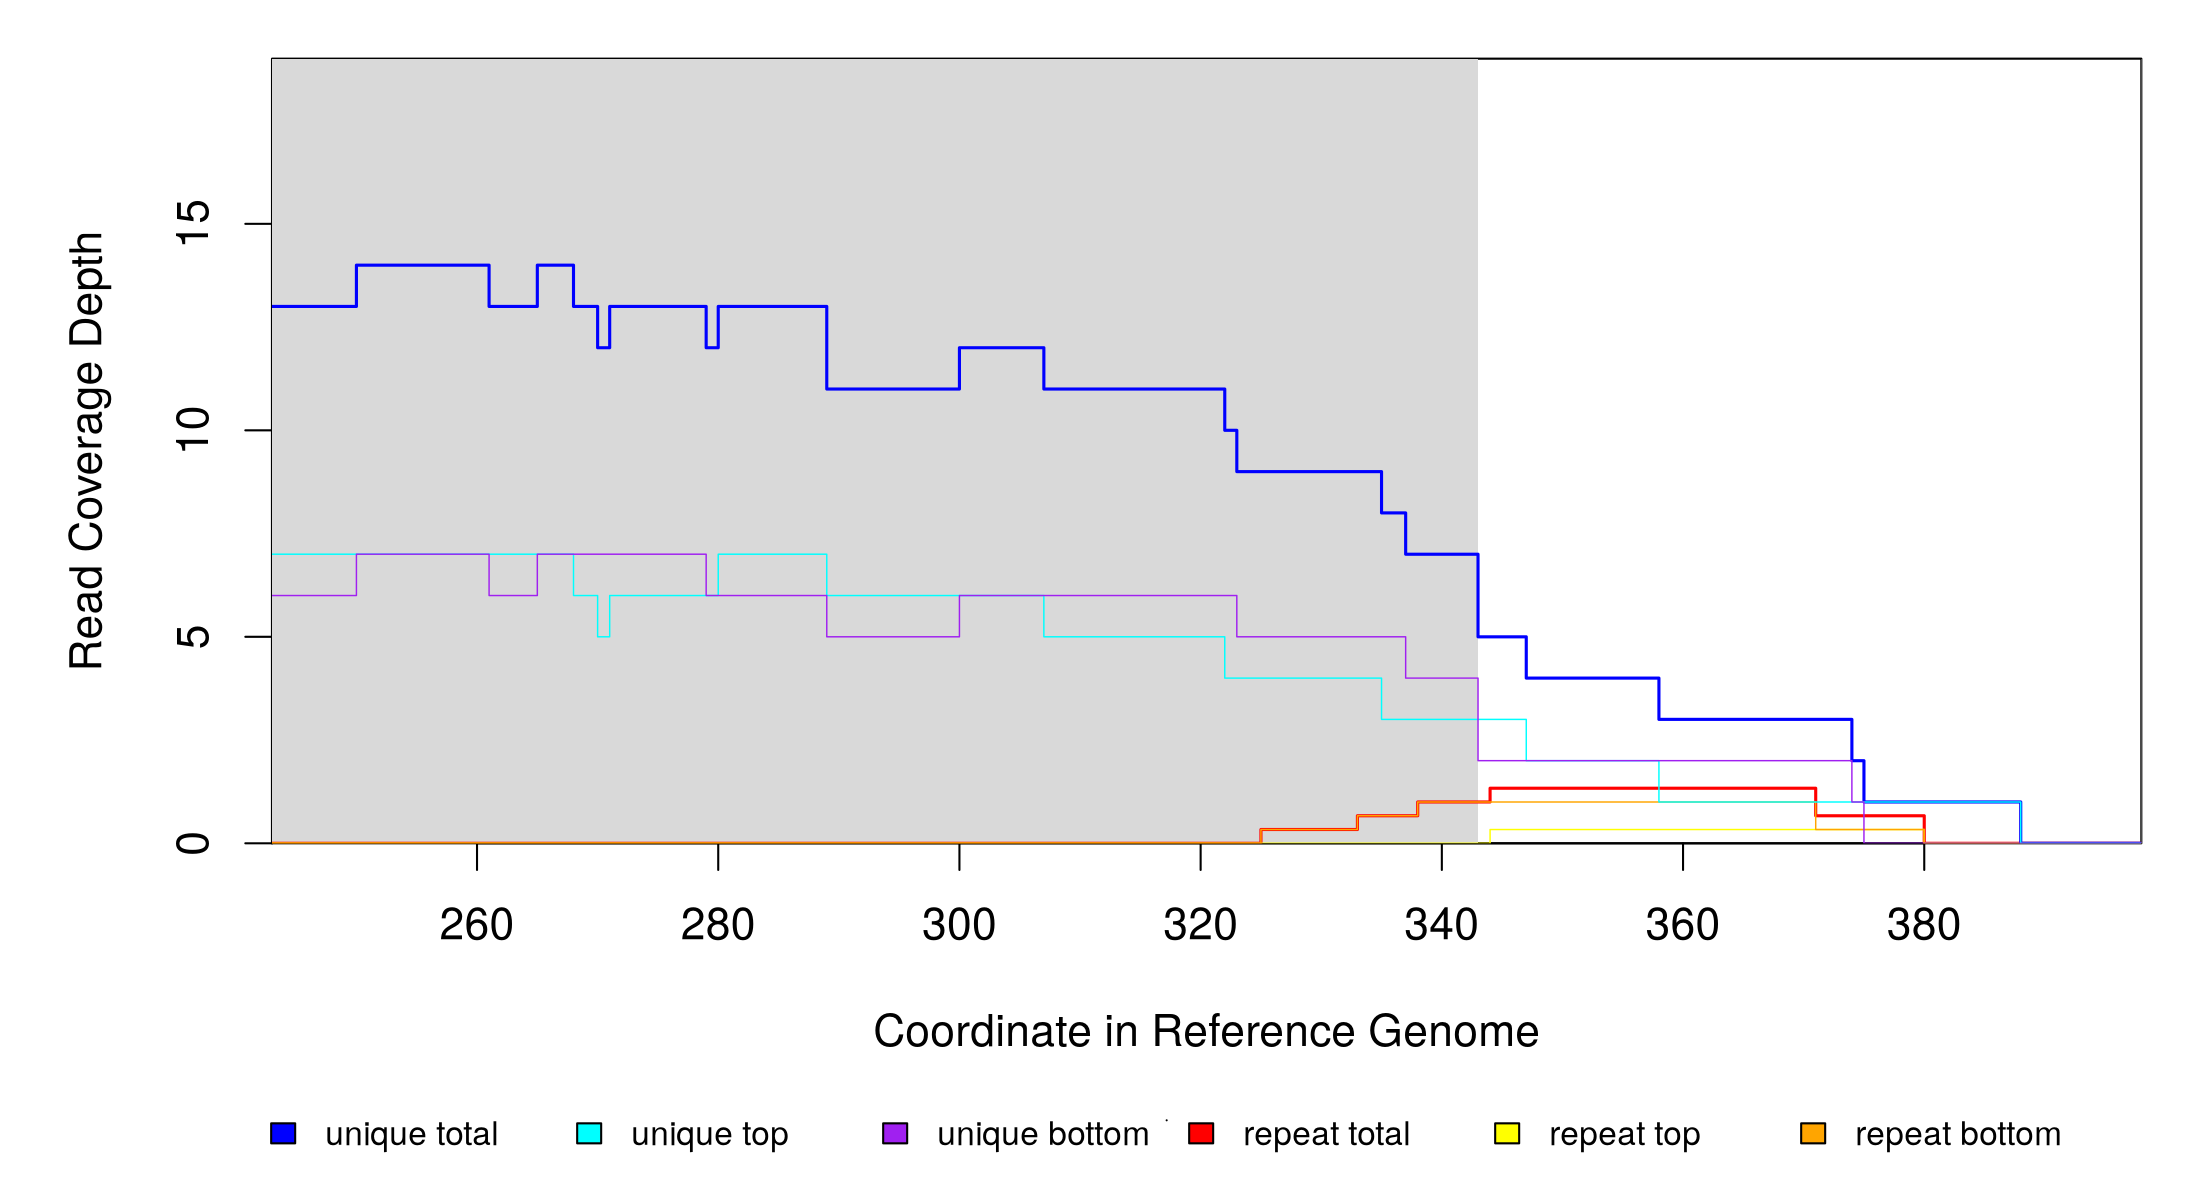 Read Coverage Depth
15
10
5
0
260 280 300 320 340 360 380
Coordinate in Reference Genome
unique total unique top unique bottom repeat total repeat top repeat bottom